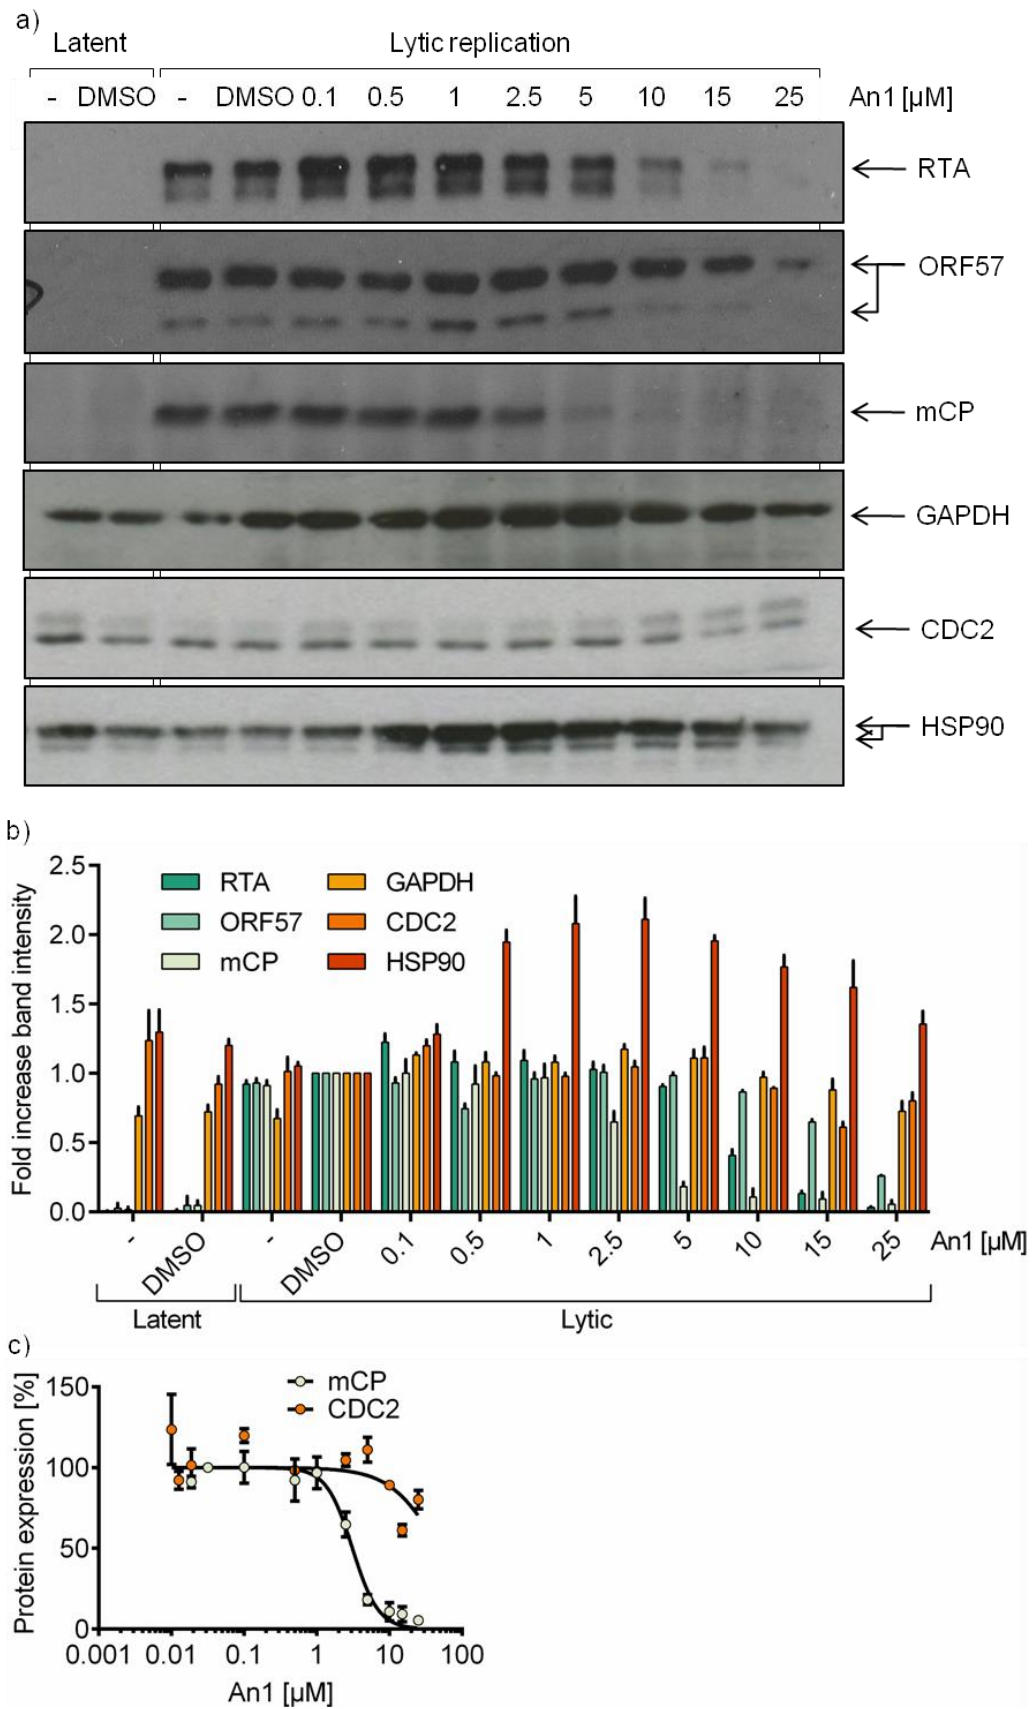 a)
Latent Lytic replication
- DMSO - DMSO 0.1 0.5 1 2.5 5 10 15 25 An1 [µM]
RTA
ORF57
mCP
GAPDH
CDC2
HSP90
b)
Fold increase band intensity
2.5
2.0
1.5
1.0
0.5
0.0
RTA GAPDH
ORF57 CDC2
mCP HSP90
- DMSO - DMSO 0.1 0.5 1 2.5 5 10 15 25 An1 [µM]
Latent Lytic
c)
Protein expression [%]
150
100
50
0
mCP
CDC2
0.001 0.01 0.1 1 10 100
An1 [µM]